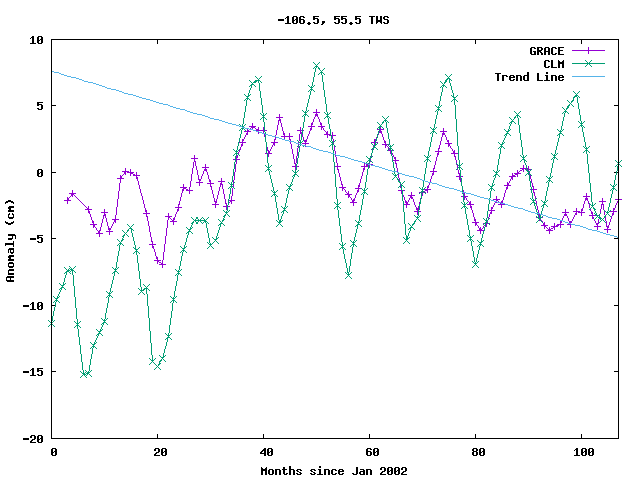 -106.5, 55.5 TWS
GRACE
CLM
Trend Line
10
5
0
-5
-10
-15
-20
Anomaly (cm)
0 20 40 60 80 100
Months since Jan 2002